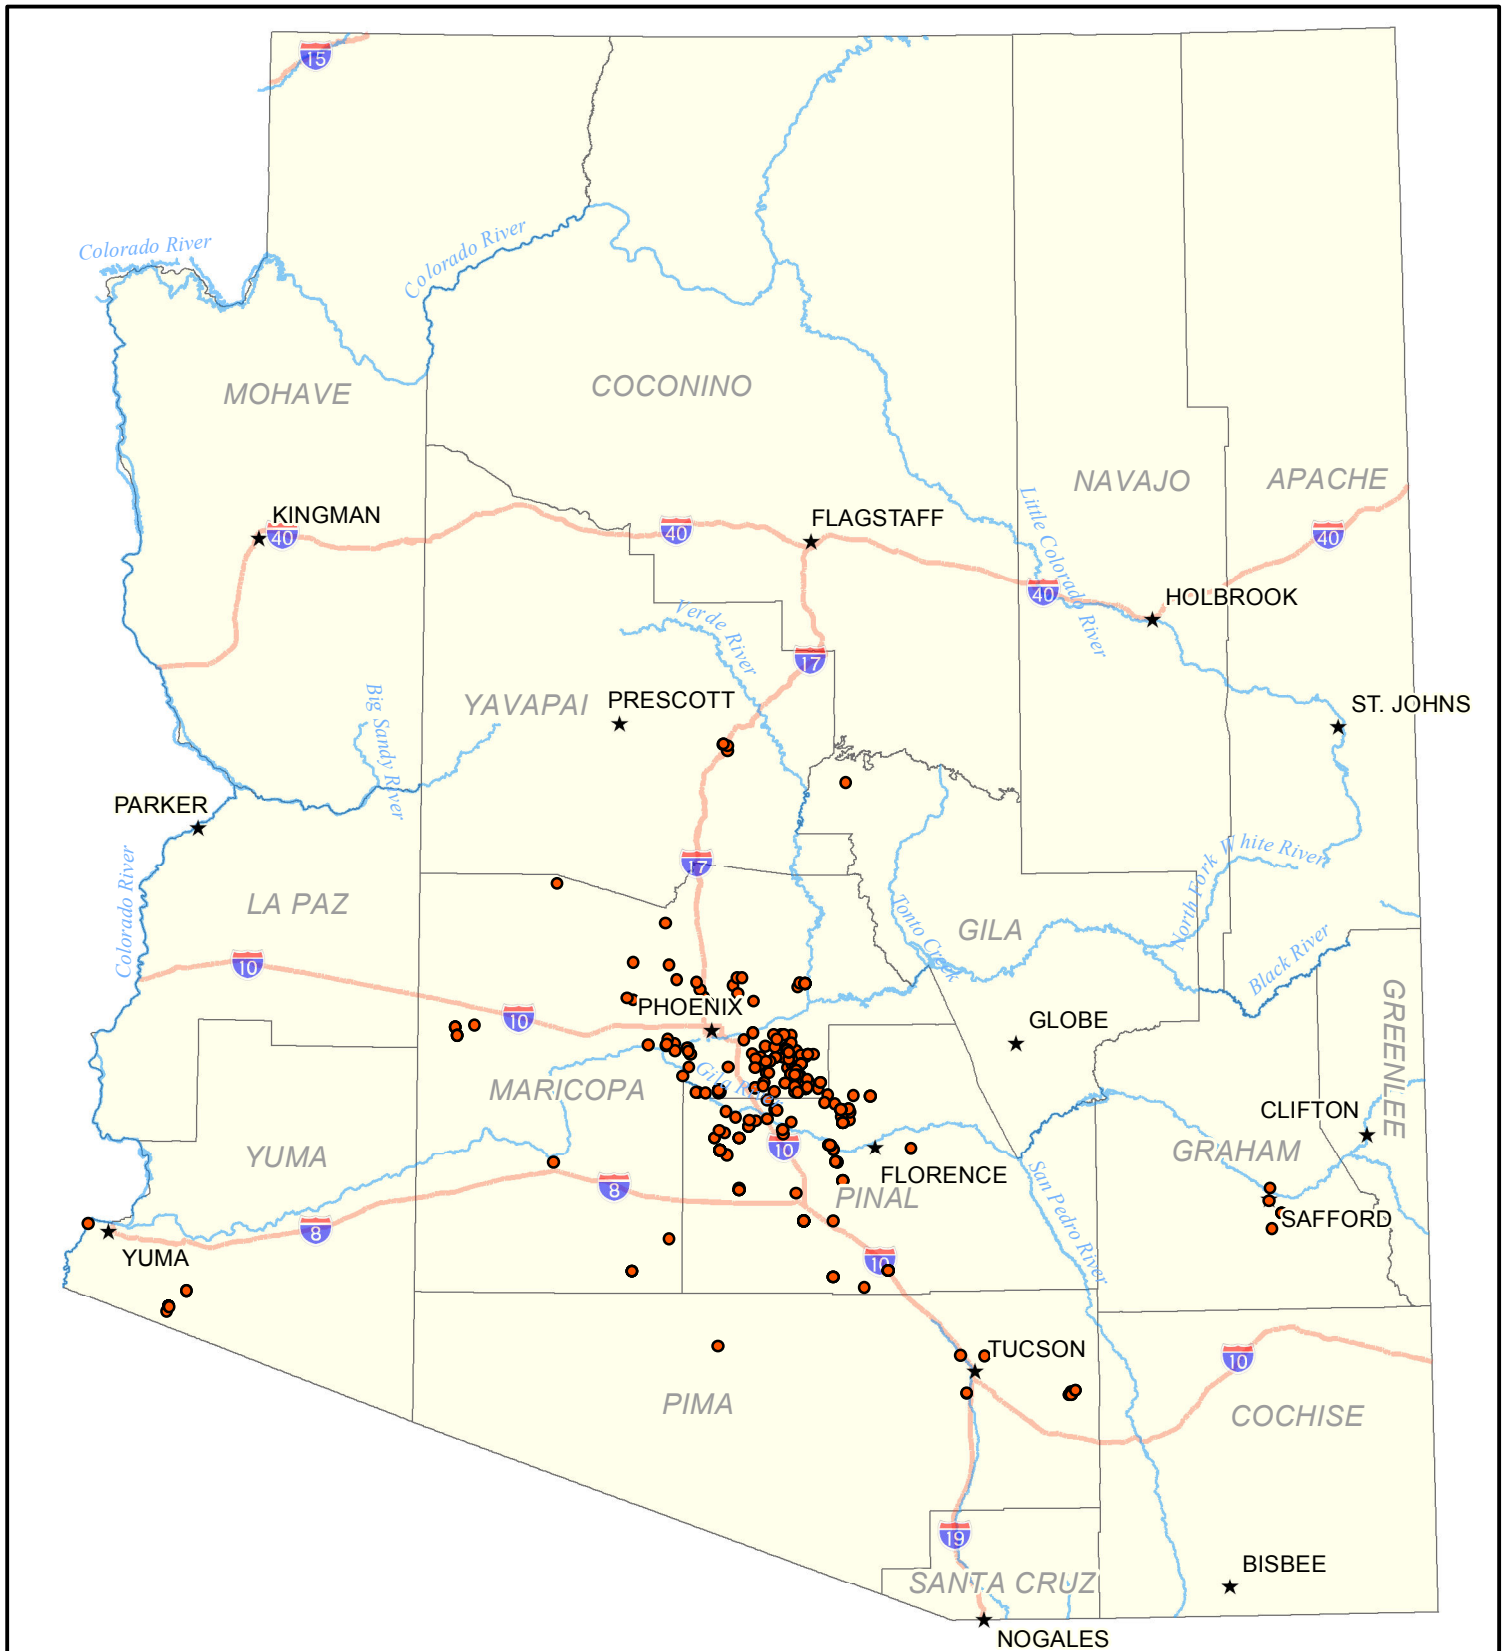 15
Colorado River
Colorado River
MOHAVE
COCONINO
NAVAJO
APACHE
KINGMAN
40
40
FLAGSTAFF
40
Little Colorado River
40
HOLBROOK
Verde River
17
Big Sandy River
YAVAPAI
PRESCOTT
ST. JOHNS
PARKER
Colorado River
17
North Fork White River
LA PAZ
Tonto Creek
GILA
10
Black River
GREENLEE
PHOENIX
10
GLOBE
MARICOPA
Gila River
CLIFTON
YUMA
10
GRAHAM
8
FLORENCE
PINAL
San Pedro River
SAFFORD
8
YUMA
10
TUCSON
10
PIMA
COCHISE
19
SANTA CRUZ
BISBEE
NOGALES